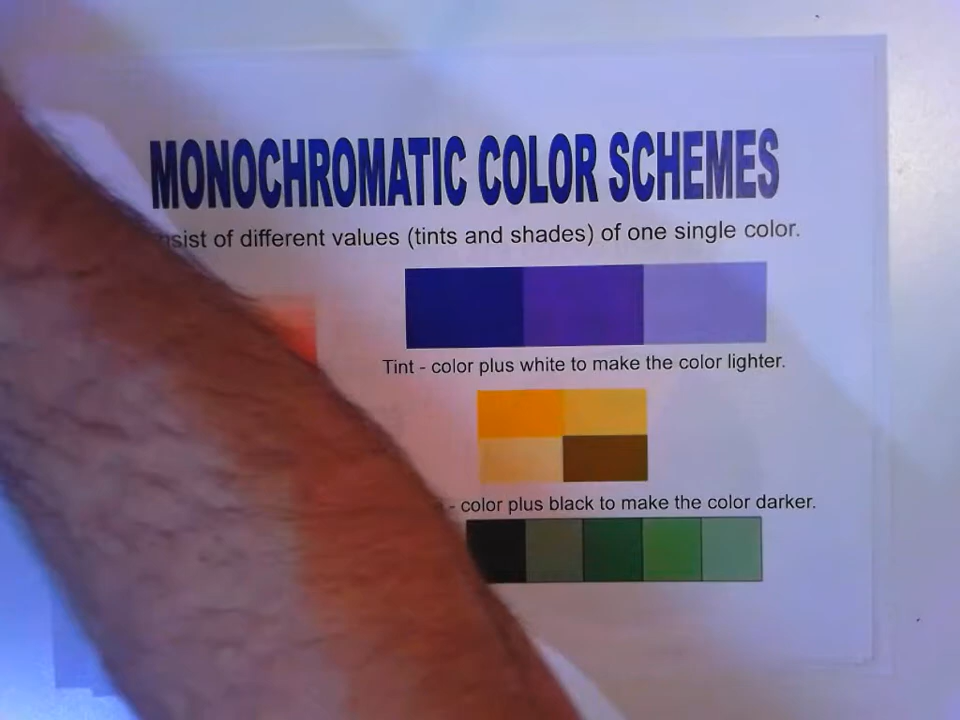 MONOCHROMATIC COLOR SCHEMES
of different values (tints and shades) of one single color.
Tint - color plus white to make the color lighter.
- color plus black to make the color darker.